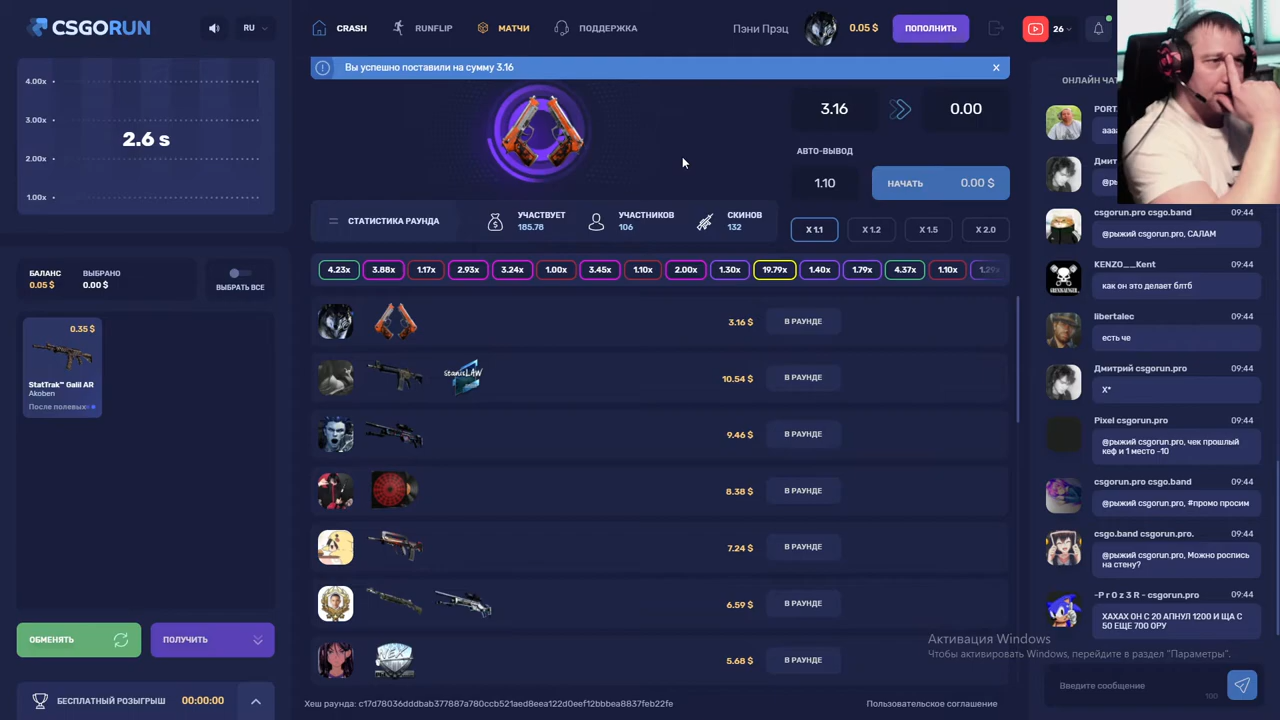 CSGORUN
RU
CRASH
RUNFLIP
МАТЧИ
ПОДДЕРЖКА
Пэни Прэц
0.05 $
ПОПОЛНИТЬ
26
4.00x
3.00x
2.00x
1.00x
2.6 s
Вы успешно поставили на сумму 3.16
3.16
0.00
АВТО-ВЫВОД
1.10
НАЧАТЬ 0.00 $
СТАТИСТИКА РАУНДА
УЧАСТВУЕТ
185.78
УЧАСТНИКОВ
106
СКИНОВ
132
X 1.1
X 1.2
X 1.5
X 2.0
4.23x 3.88x 1.17x 2.93x 3.24x 1.00x 3.45x 1.10x 2.00x 1.30x 19.79x 1.40x 1.79x 4.37x 1.10x 1.29x
БАЛАНС
0.05 $
ВЫБРАНО
0.00 $
ВЫБРАТЬ ВСЕ
0.35 $
StatTrak™ Galil AR
Akoben
После полевых
ОБМЕНЯТЬ
ПОЛУЧИТЬ
БЕСПЛАТНЫЙ РОЗЫГРЫШ 00:00:00
3.16 $ В РАУНДЕ
stanisLAW
10.54 $ В РАУНДЕ
9.46 $ В РАУНДЕ
8.38 $ В РАУНДЕ
7.24 $ В РАУНДЕ
6.59 $ В РАУНДЕ
5.68 $ В РАУНДЕ
Хеш раунда: c17d78036dddbab377887a780ccb521aed8eea122d0eef12bbbea8837feb22fe
Пользовательское соглашение
ОНЛАЙН ЧАТ
PORT
аааа
Дмит
@ры
csgorun.pro csgo.band 09:44
@рыжий csgorun.pro, САЛАМ
KENZO__Kent 09:44
как он это делает блтб
libertalec 09:44
есть че
Дмитрий csgorun.pro 09:44
Х*
Pixel csgorun.pro 09:44
@рыжий csgorun.pro, чек прошлый
кеф и 1 место -10
csgorun.pro csgo.band 09:44
@рыжий csgorun.pro, #промо просим
csgo.band csgorun.pro. 09:44
@рыжий csgorun.pro, Можно роспись
на стену?
-P r 0 z 3 R - csgorun.pro 09:44
ХАХАХ ОН С 20 АПНУЛ 1200 И ЩА С
50 ЕЩЕ 700 ОРУ
Активация Windows
Чтобы активировать Windows, перейдите в раздел "Параметры".
Введите сообщение
100